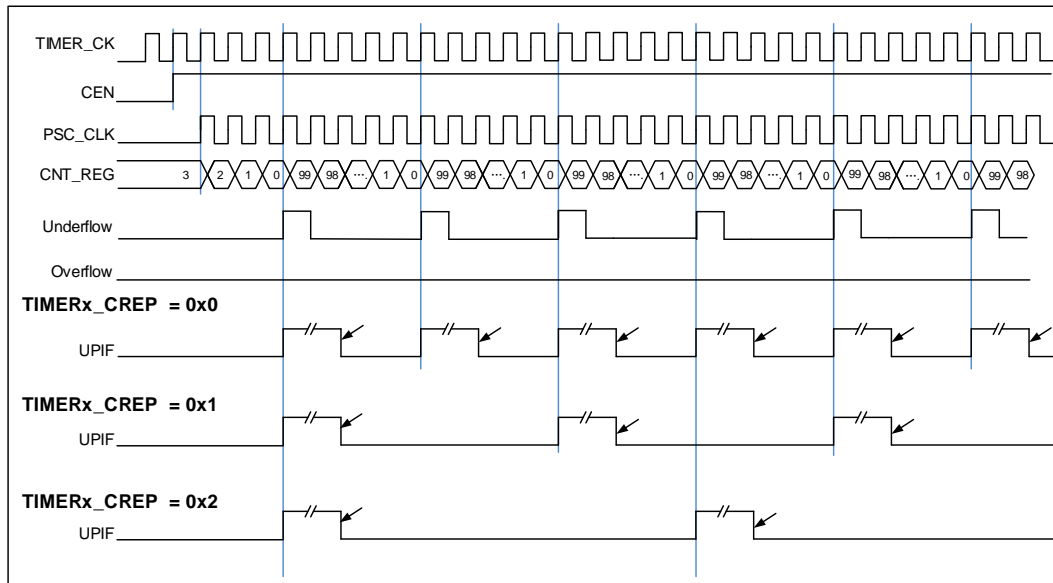 TIMER_CK
CEN
PSC_CLK
CNT_REG 3 2 1 0 99 98 .... 1 0 99 98 .... 1 0 99 98 .... 1 0 99 98 .... 1 0 99 98 .... 1 0 99 98
Underflow
Overflow
TIMERx_CREP = 0x0
UPIF
TIMERx_CREP = 0x1
UPIF
TIMERx_CREP = 0x2
UPIF